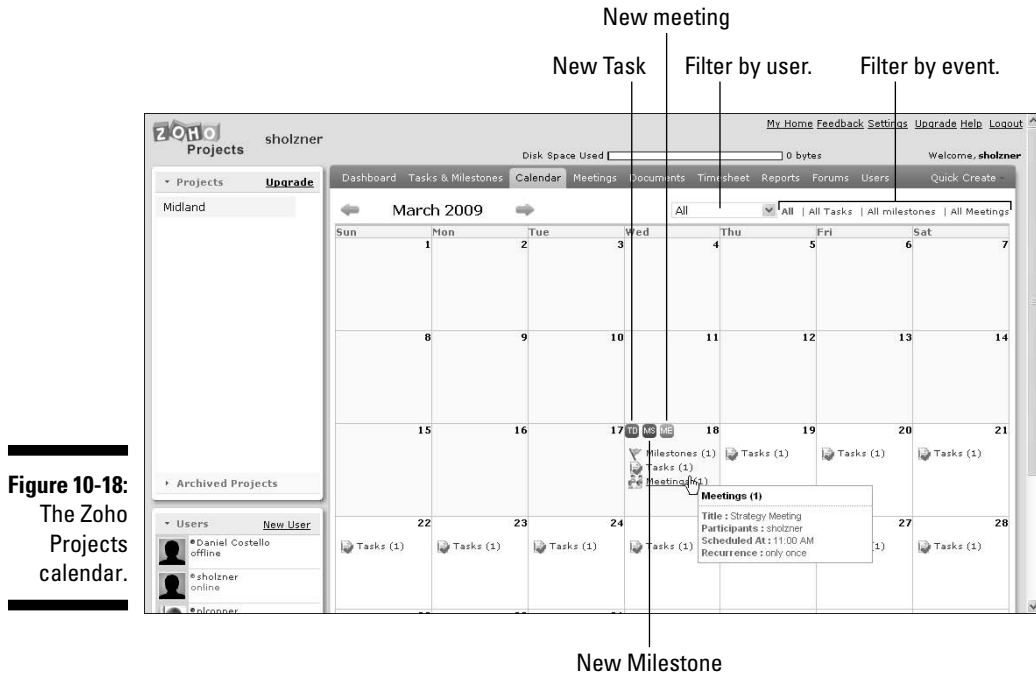 New meeting
New Task
Filter by user.
Filter by event.
ZOHO
Projects
sholzner
My Home Feedback Settings Upgrade Help Logout
Disk Space Used
0 bytes
Welcome, sholzner
Projects
Upgrade
Midland
Archived Projects
Users
New User
Daniel Costello
offline
sholzner
online
Dashboard Tasks & Milestones Calendar Meetings Documents Timesheet Reports Forums Users Quick Create
March 2009
All
All | All Tasks | All milestones | All Meetings
Sun Mon Tue Wed Thu Fri Sat
1 2 3 4 5 6 7
8 9 10 11 12 13 14
15 16 17 TD MS ME 18 19 20 21
Milestones (1) Tasks (1) Tasks (1) Tasks (1)
Tasks (1)
Meetings (1)
Meetings (1)
Title : Strategy Meeting
Participants : sholzner
Scheduled At : 11:00 AM
Recurrence : only once
22 23 24 27 28
Tasks (1) Tasks (1) Tasks (1) Tasks (1) (1) Tasks (1)
Figure 10-18:
The Zoho
Projects
calendar.
New Milestone